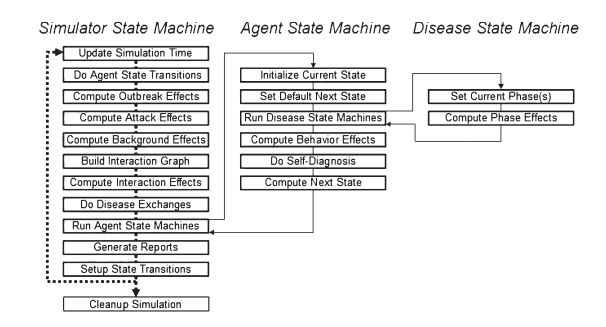 Simulator State Machine
Update Simulation Time
Do Agent State Transitions
Compute Outbreak Effects
Compute Attack Effects
Compute Background Effects
Build Interaction Graph
Compute Interaction Effects
Do Disease Exchanges
Run Agent State Machines
Generate Reports
Setup State Transitions
Cleanup Simulation
Agent State Machine
Initialize Current State
Set Default Next State
Run Disease State Machines
Compute Behavior Effects
Do Self-Diagnosis
Compute Next State
Disease State Machine
Set Current Phase(s)
Compute Phase Effects